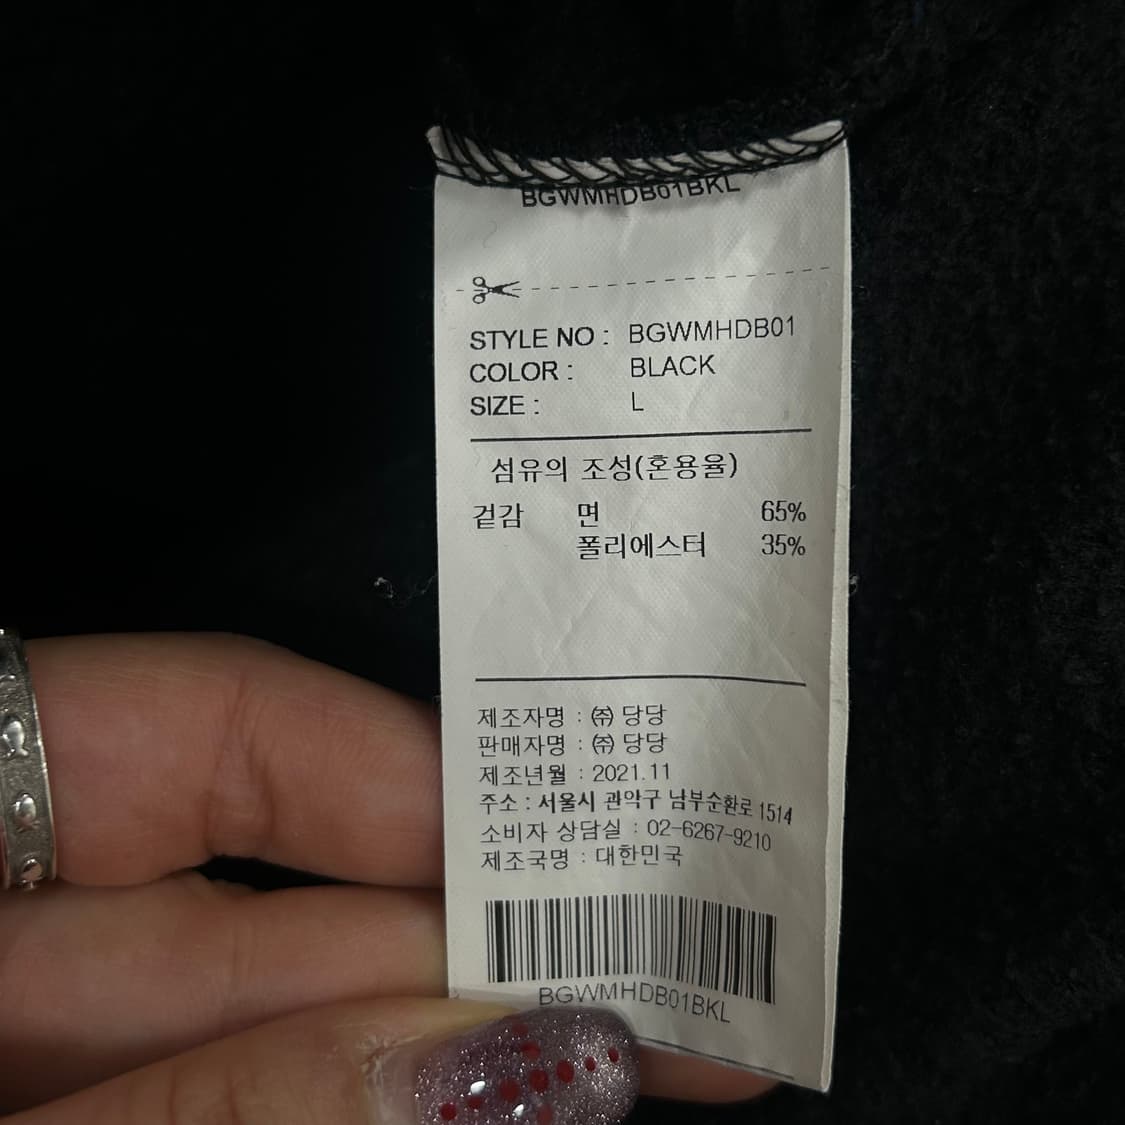 BGWMHDB01BKL
STYLE NO : BGWMHDB01
COLOR : BLACK
SIZE : L
섬유의 조성(혼용율)
겉감 면 65%
폴리에스터 35%
제조자명 : ㈜ 당당
판매자명 : ㈜ 당당
제조년월 : 2021.11
주소 : 서울시 관악구 남부순환로 1514
소비자 상담실 : 02-6267-9210
제조국명 : 대한민국
BGWMHDB01BKL